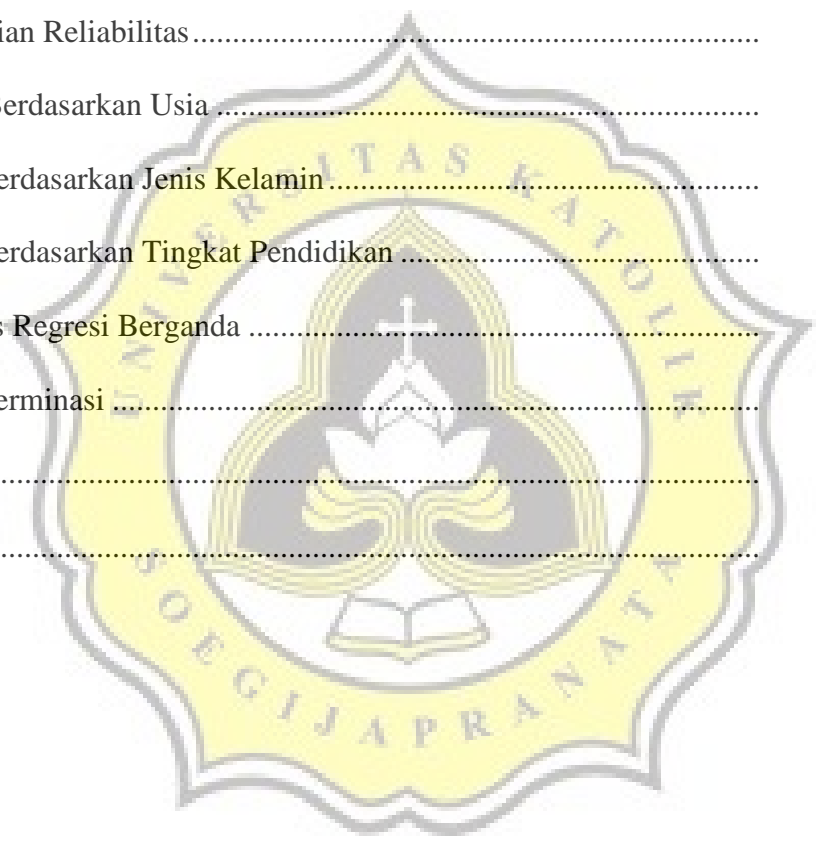 ian Reliabilitas......................................................................
Berdasarkan Usia ..................................................................
erdasarkan Jenis Kelamin....................................................
erdasarkan Tingkat Pendidikan ...........................................
s Regresi Berganda ..............................................................
erminasi ................................................................................
...............................................................................................
...............................................................................................
UNIVERSITAS KATOLIK
SOEGIJAPRANATA